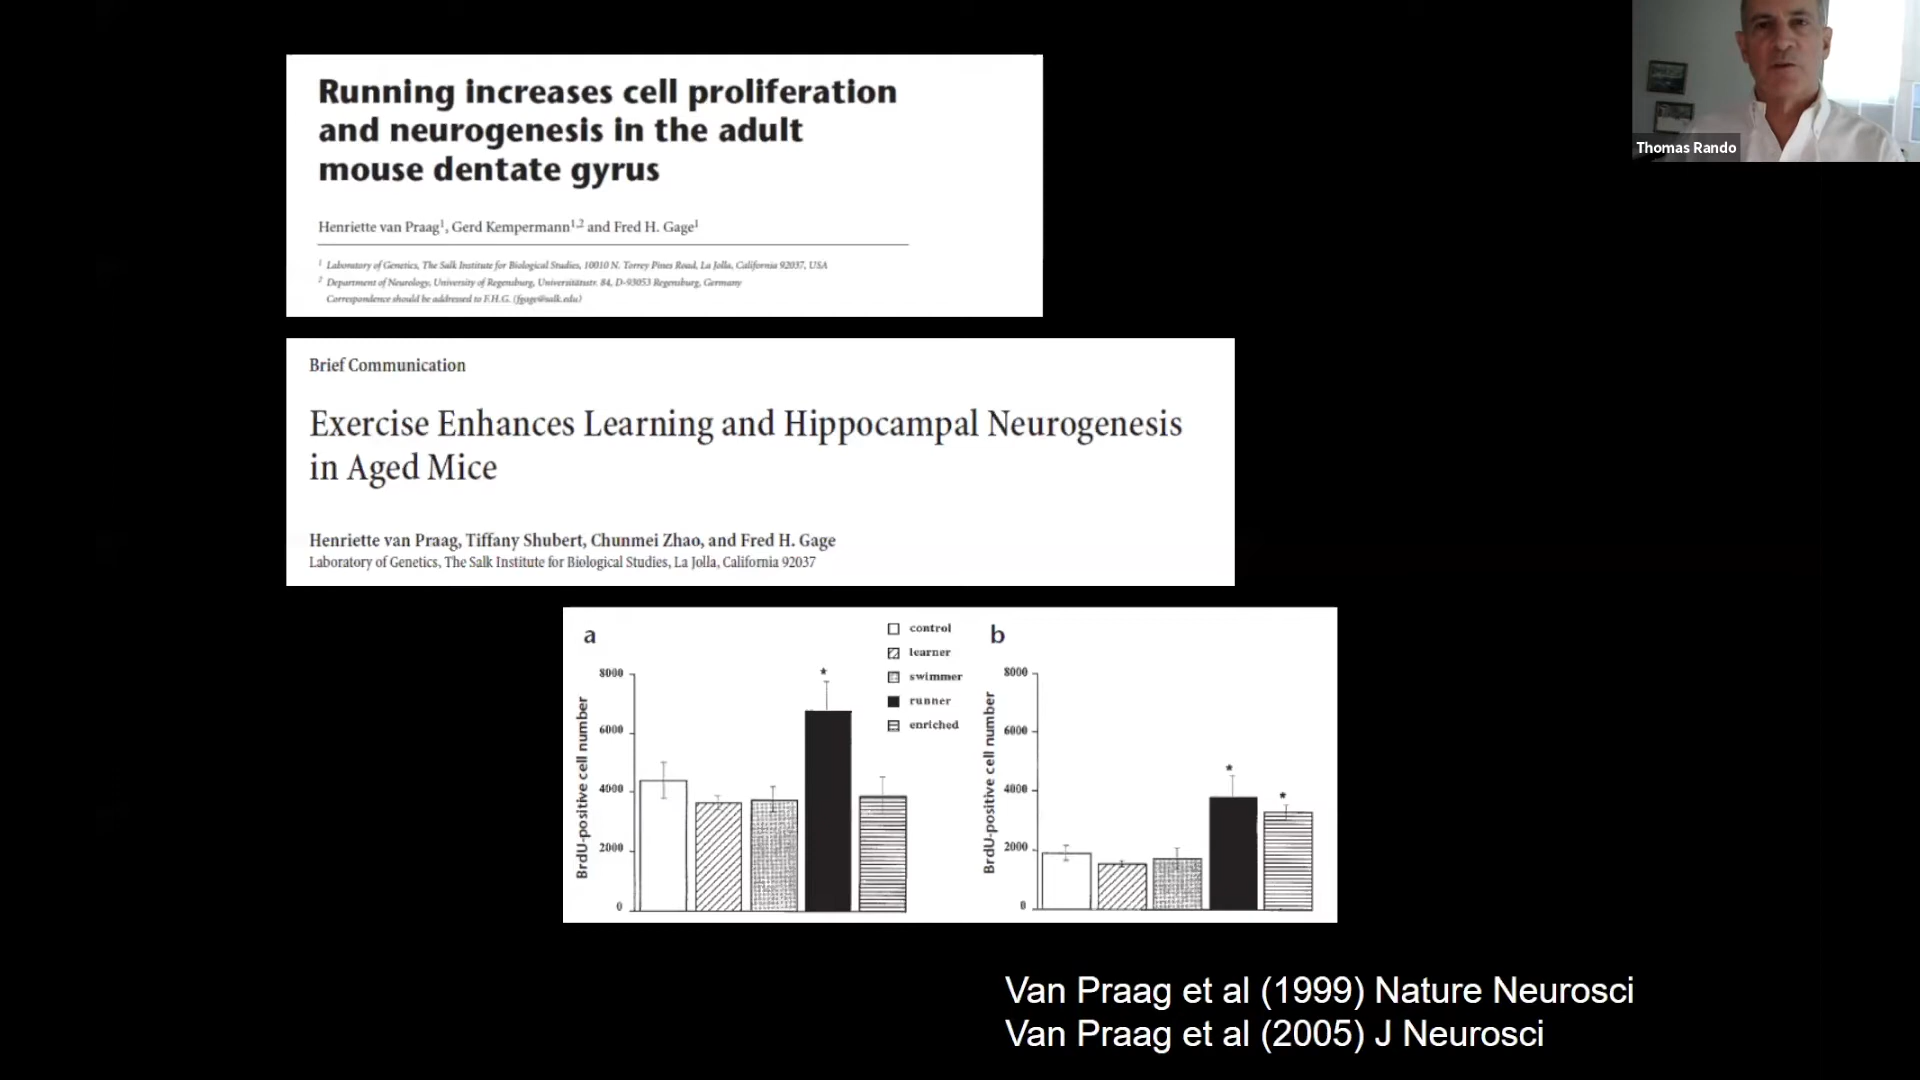 Running increases cell proliferation
and neurogenesis in the adult
mouse dentate gyrus
Henriette van Praag1, Gerd Kempermann1,2 and Fred H. Gage1
1 Laboratory of Genetics, The Salk Institute for Biological Studies, 10010 N. Torrey Pines Road, La Jolla, California 92037, USA
2 Department of Neurology, University of Regensburg, Universitätsstr. 84, D-93053 Regensburg, Germany
Correspondence should be addressed to F.H.G. (fgage@salk.edu)
Thomas Rando
Brief Communication
Exercise Enhances Learning and Hippocampal Neurogenesis
in Aged Mice
Henriette van Praag, Tiffany Shubert, Chunmei Zhao, and Fred H. Gage
Laboratory of Genetics, The Salk Institute for Biological Studies, La Jolla, California 92037
a
BrdU-positive cell number
8000
6000
4000
2000
0
*
control
learner
swimmer
runner
enriched
b
BrdU-positive cell number
8000
6000
4000
2000
0
*
*
Van Praag et al (1999) Nature Neurosci
Van Praag et al (2005) J Neurosci